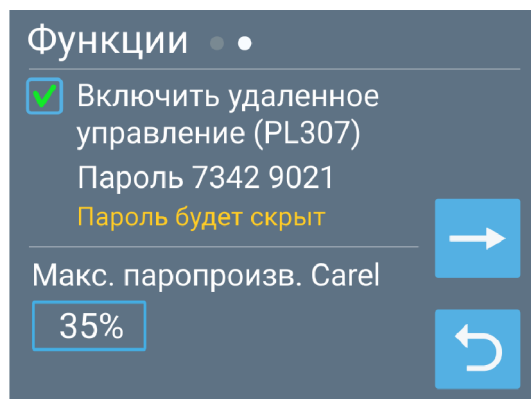 Функции
Включить удаленное
управление (PL307)
Пароль 7342 9021
Пароль будет скрыт
Макс. паропроизв. Carel
35%